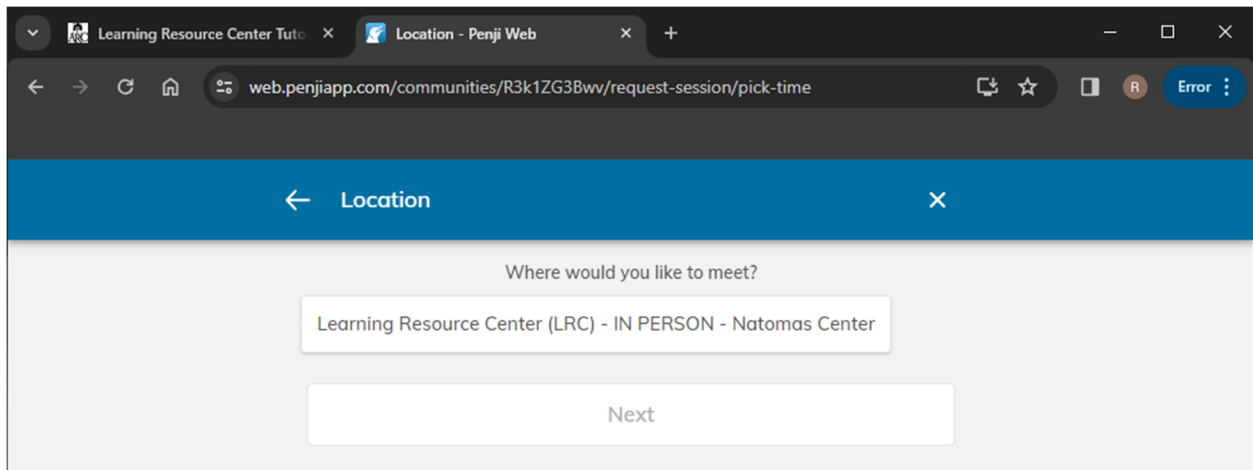 Learning Resource Center Tuto
Location - Penji Web
web.penjiapp.com/communities/R3k1ZG3Bwv/request-session/pick-time
R
Error
Location
Where would you like to meet?
Learning Resource Center (LRC) - IN PERSON - Natomas Center
Next